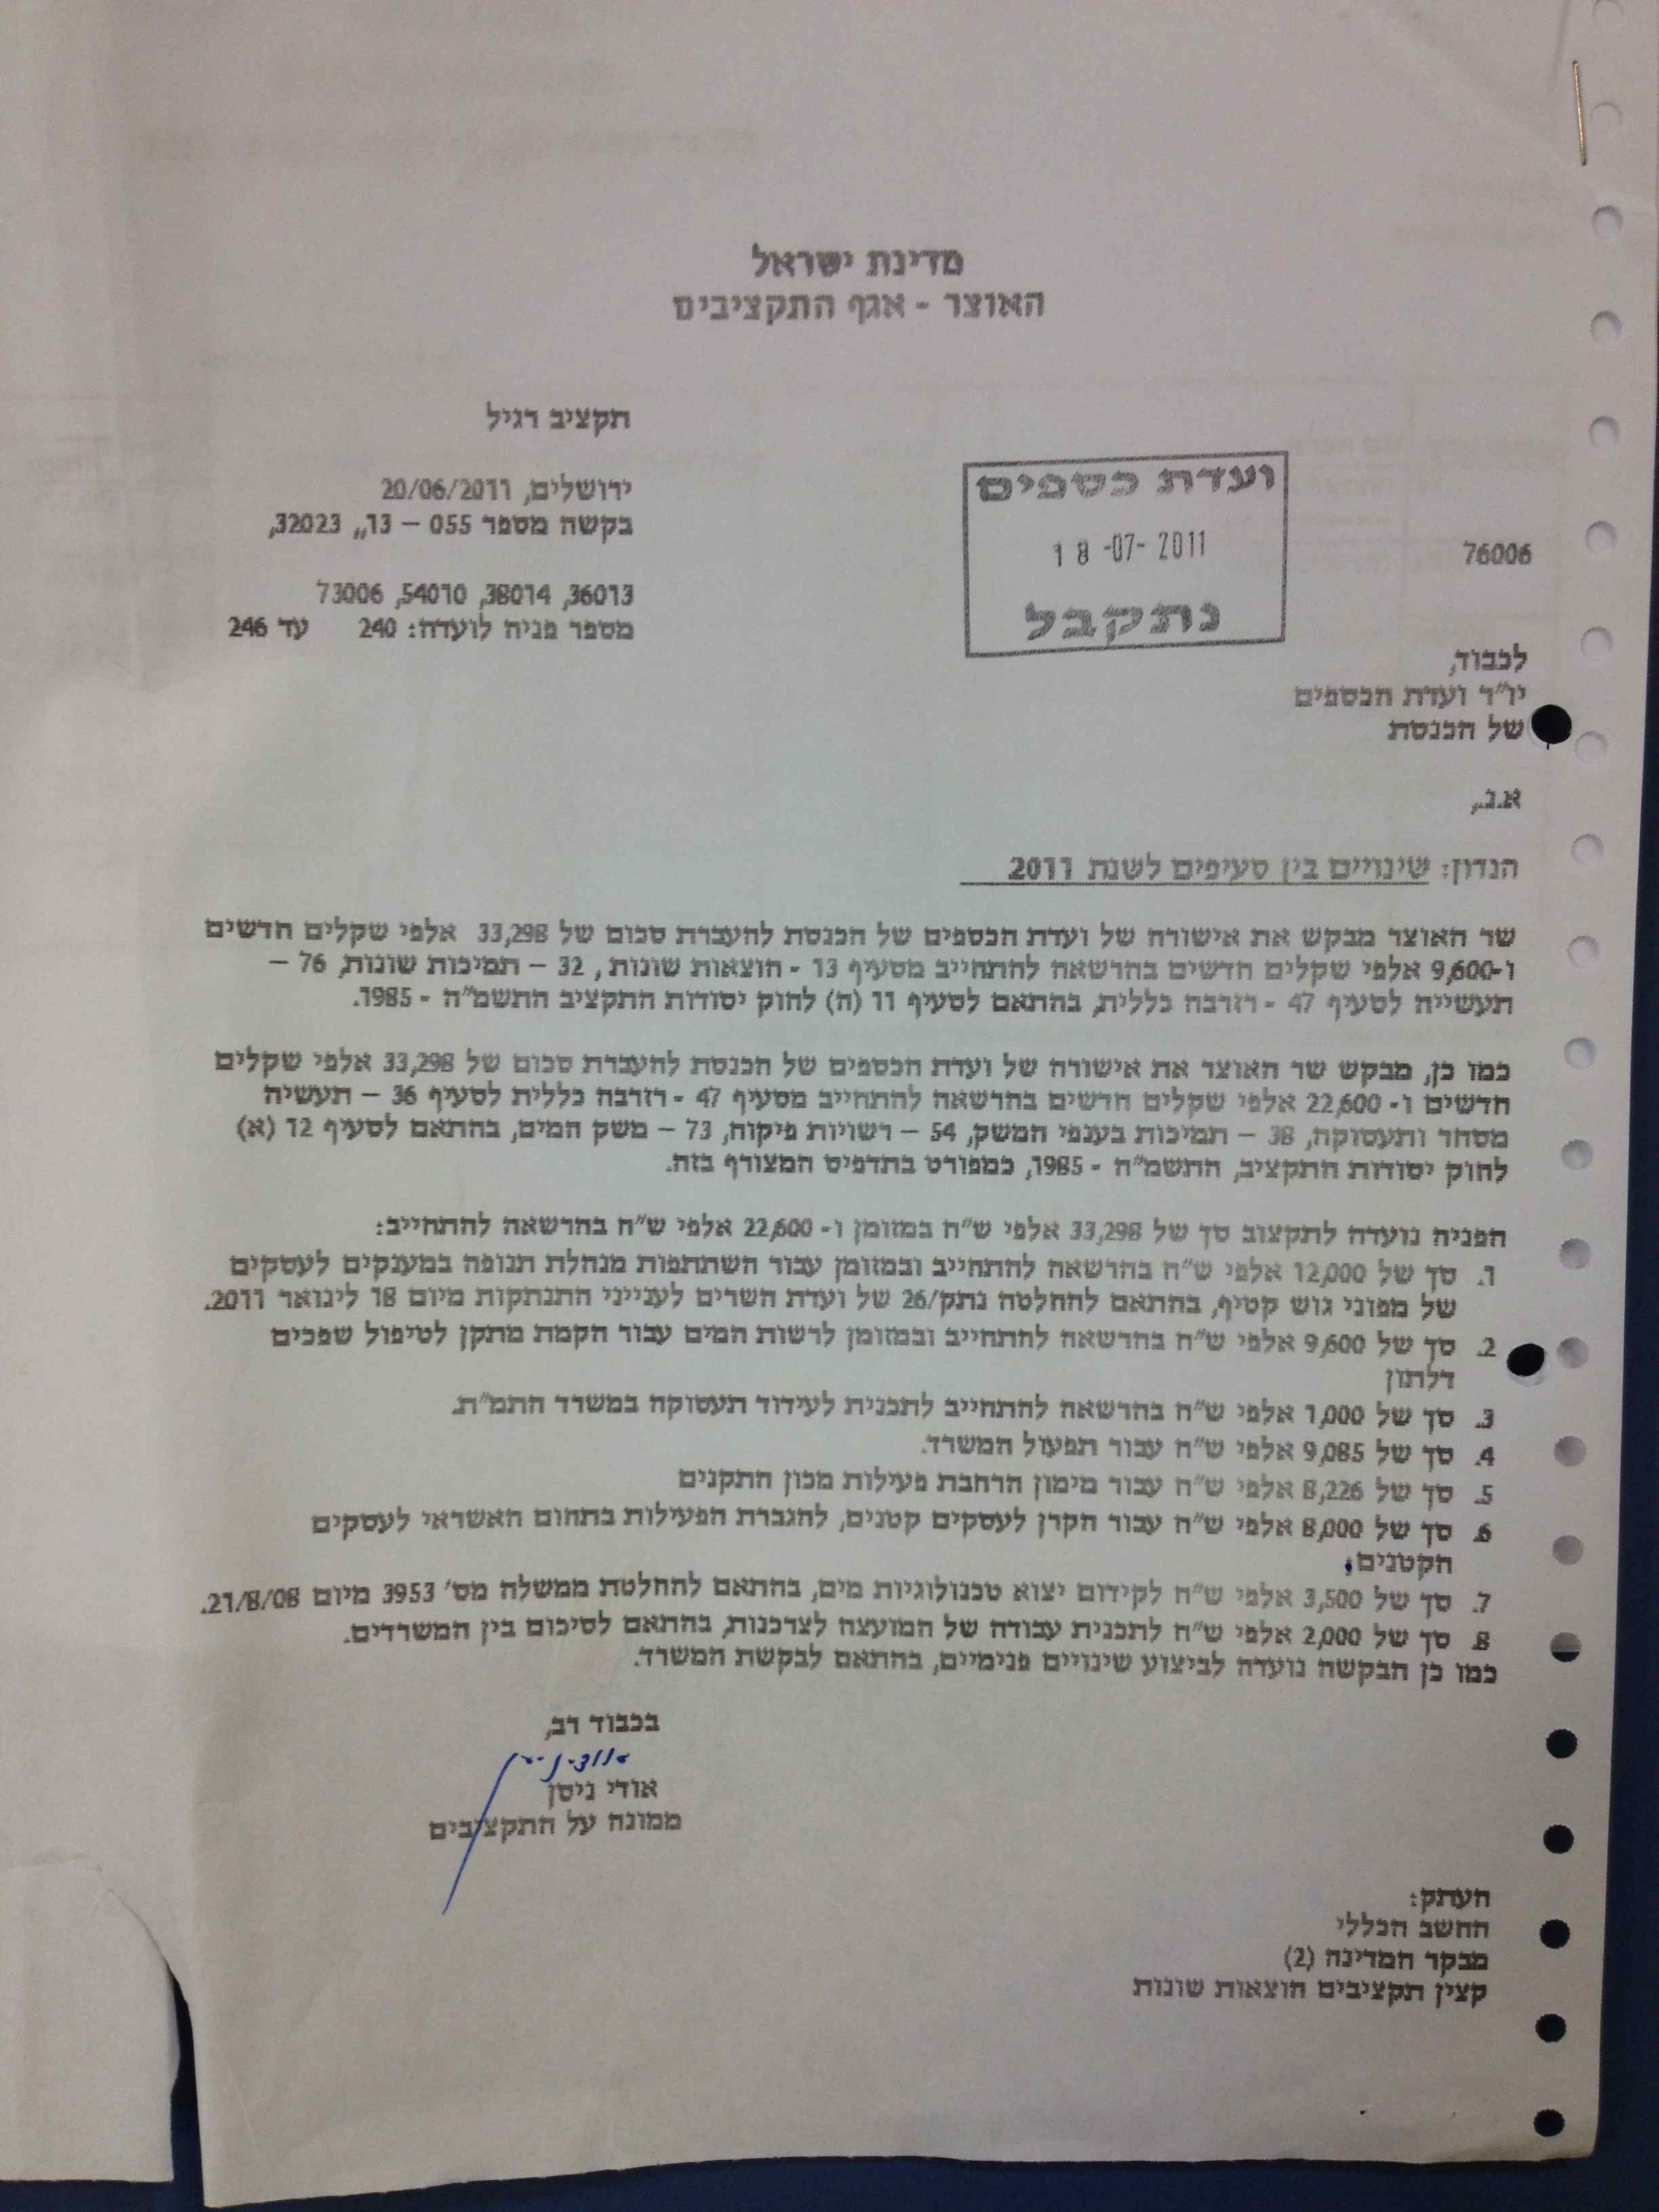 מדינת ישראל
האוצר - אגף התקציבים
תקציב רגיל
ירושלים, 20/06/2011
בקשה מספר 055 – 13,, 32023,
76006
36013, 38014, 54010, 73006
מספר פניה לועדה: 240 עד 246
ועדת כספים
18 -07- 2011
נתקבל
לכבוד,
יו"ר ועדת הכספים
של הכנסת
א.נ.,
הנדון: שינויים בין סעיפים לשנת 2011
שר האוצר מבקש את אישורה של ועדת הכספים של הכנסת להעברת סכום של 33,298 אלפי שקלים חדשים
ו-9,600 אלפי שקלים חדשים בהרשאה להתחייב מסעיף 13 - הוצאות שונות, 32 – תמיכות שונות, 76 –
תעשייה לסעיף 47 - רזרבה כללית, בהתאם לסעיף 11 (ה) לחוק יסודות התקציב התשמ"ה - 1985.
כמו כן, מבקש שר האוצר את אישורה של ועדת הכספים של הכנסת להעברת סכום של 33,298 אלפי שקלים
חדשים ו- 22,600 אלפי שקלים חדשים בהרשאה להתחייב מסעיף 47 - רזרבה כללית לסעיף 36 – תעשיה
מסחר ותעסוקה, 38 – תמיכות בענפי המשק, 54 – רשויות פיקוח, 73 – משק המים, בהתאם לסעיף 12 (א)
לחוק יסודות התקציב, התשמ"ה - 1985, כמפורט בתדפיס המצורף בזה.
הפניה נועדה לתקצוב סך של 33,298 אלפי ש"ח במזומן ו- 22,600 אלפי ש"ח בהרשאה להתחייב:
1. סך של 12,000 אלפי ש"ח בהרשאה להתחייב ובמזומן עבור השתתפות מנהלת תנופה במענקים לעסקים
של מפוני גוש קטיף, בהתאם להחלטה נתק/26 של ועדת השרים לענייני התנתקות מיום 18 לינואר 2011.
2. סך של 9,600 אלפי ש"ח בהרשאה להתחייב ובמזומן לרשות המים עבור הקמת מתקן לטיפול שפכים
דלתון
3. סך של 1,000 אלפי ש"ח בהרשאה להתחייב לתכנית לעידוד תעסוקה במשרד התמ"ת.
4. סך של 9,085 אלפי ש"ח עבור תפעול המשרד.
5. סך של 8,226 אלפי ש"ח עבור מימון הרחבת פעילות מכון התקנים
6. סך של 8,000 אלפי ש"ח עבור הקרן לעסקים קטנים, להגברת הפעילות בתחום האשראי לעסקים
הקטנים;
7. סך של 3,500 אלפי ש"ח לקידום יצוא טכנולוגיות מים, בהתאם להחלטת ממשלה מס' 3953 מיום 21/8/08.
8. סך של 2,000 אלפי ש"ח לתכנית עבודה של המועצה לצרכנות, בהתאם לסיכום בין המשרדים.
כמו כן הבקשה נועדה לביצוע שינויים פנימיים, בהתאם לבקשת המשרד.
בכבוד רב,
אודי ניסן
אודי ניסן
ממונה על התקציבים
העתק:
החשב הכללי
מבקר המדינה (2)
קצין תקציבים הוצאות שונות